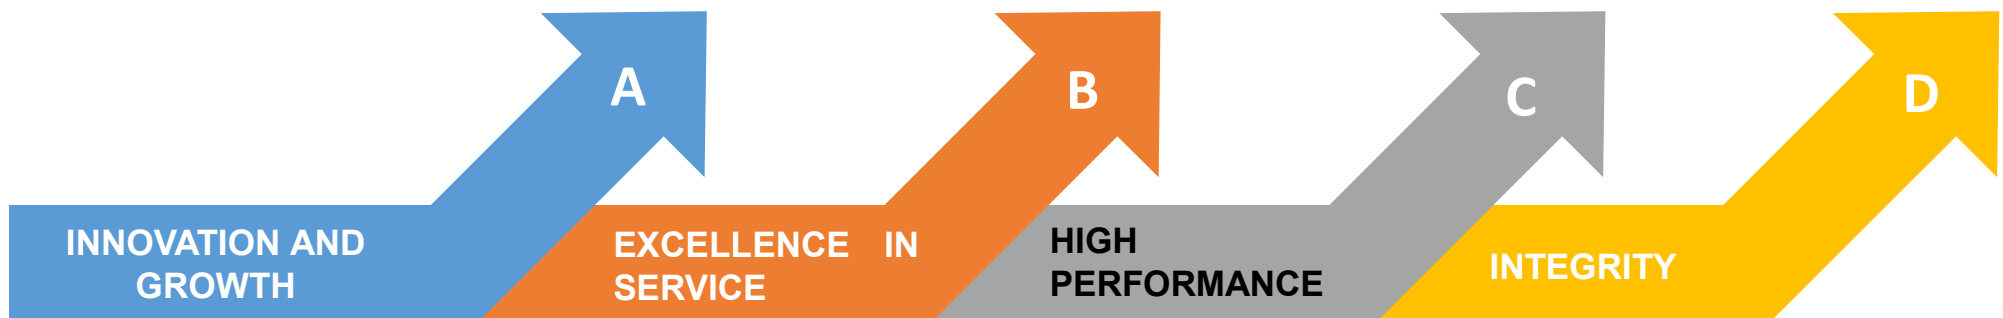 A
B
C
D
INNOVATION AND
GROWTH
EXCELLENCE IN
SERVICE
HIGH
PERFORMANCE
INTEGRITY